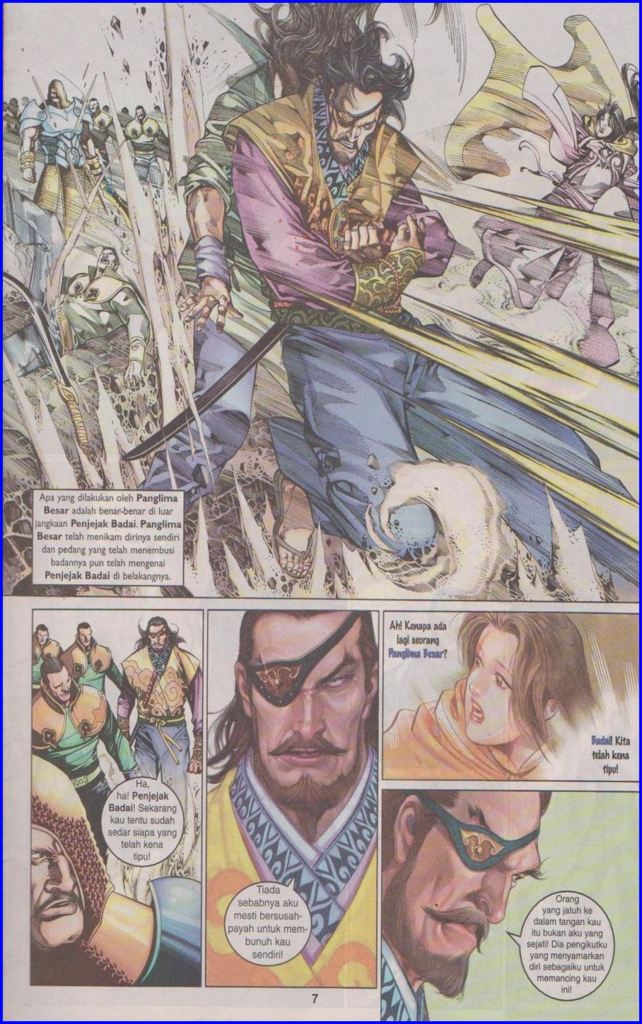 Apa yang dilakukan oleh Panglima
Besar adalah benar-benar di luar
jangkaan Penjejak Badai. Panglima
Besar telah menikam dirinya sendiri
dan pedang yang telah menembusi
badannya pun telah mengenai
Penjejak Badai di belakangnya.
Ha,
ha! Penjejak
Badai! Sekarang
kau tentu sudah
sedar siapa yang
telah kena
tipu!
Tiada
sebabnya aku
mesti bersusah-
payah untuk mem-
bunuh kau
sendiri!
Ah! Kenapa ada
lagi seorang
Panglima Besar?
Badai! Kita
telah kena
tipu!
Orang
yang jatuh ke
dalam tangan kau
itu bukan aku yang
sejati! Dia pengikutku
yang menyamarkan
diri sebagaiku untuk
memancing kau
ini!
7